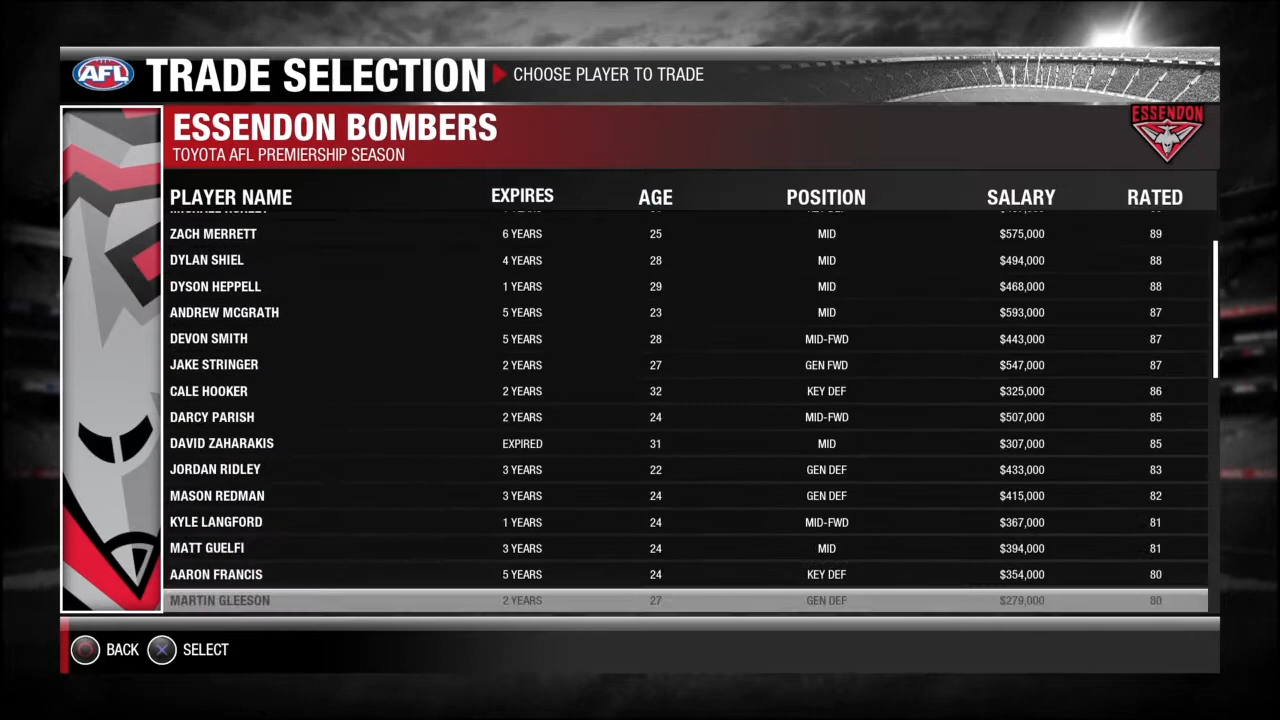 AFL TRADE SELECTION CHOOSE PLAYER TO TRADE
ESSENDON BOMBERS
ESSENDON
TOYOTA AFL PREMIERSHIP SEASON
PLAYER NAME EXPIRES AGE POSITION SALARY RATED
ZACH MERRETT 6 YEARS 25 MID $575,000 89
DYLAN SHIEL 4 YEARS 28 MID $494,000 88
DYSON HEPPELL 1 YEARS 29 MID $468,000 88
ANDREW MCGRATH 5 YEARS 23 MID $593,000 87
DEVON SMITH 5 YEARS 28 MID-FWD $443,000 87
JAKE STRINGER 2 YEARS 27 GEN FWD $547,000 87
CALE HOOKER 2 YEARS 32 KEY DEF $325,000 86
DARCY PARISH 2 YEARS 24 MID-FWD $507,000 85
DAVID ZAHARAKIS EXPIRED 31 MID $307,000 85
JORDAN RIDLEY 3 YEARS 22 GEN DEF $433,000 83
MASON REDMAN 3 YEARS 24 GEN DEF $415,000 82
KYLE LANGFORD 1 YEARS 24 MID-FWD $367,000 81
MATT GUELFI 3 YEARS 24 MID $394,000 81
AARON FRANCIS 5 YEARS 24 KEY DEF $354,000 80
MARTIN GLEESON 2 YEARS 27 GEN DEF $279,000 80
BACK SELECT